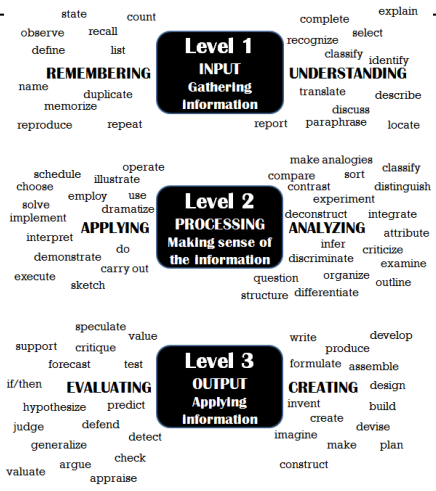 state count
observe recall
define list
REMEMBERING
name
duplicate
memorize
reproduce repeat
Level 1
INPUT
Gathering
information
explain
complete
select
recognize
classify
identify
UNDERSTANDING
translate
describe
discuss
report paraphrase locate
operate
schedule illustrate
choose
employ use
solve
dramatize
implement
APPLYING
interpret
do
demonstrate
carry out
execute
sketch
Level 2
PROCESSING
Making sense of
the information
make analogies
classify
compare sort
contrast distinguish
experiment
deconstruct integrate
ANALYZING attribute
infer
criticize
discriminate
examine
organize
question
outline
structure differentiate
speculate
value
support critique
forecast test
if/then
EVALUATING
hypothesize predict
judge defend
detect
generalize
check
argue
valuate
appraise
Level 3
OUTPUT
Applying
information
write develop
produce
formulate assemble
CREATING design
invent
build
create
devise
imagine
make plan
construct